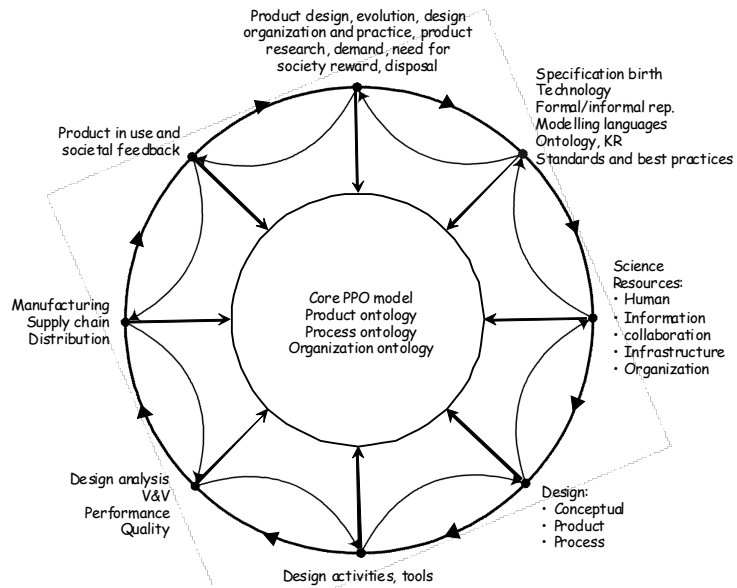 Product design, evolution, design
organization and practice, product
research, demand, need for
society reward, disposal
Specification birth
Technology
Formal/informal rep.
Modelling languages
Ontology, KR
Standards and best practices
Product in use and
societal feedback
Science
Resources:
• Human
• Information
• collaboration
• Infrastructure
• Organization
Manufacturing
Supply chain
Distribution
Core PPO model
Product ontology
Process ontology
Organization ontology
Design analysis
V&V
Performance
Quality
Design:
• Conceptual
• Product
• Process
Design activities, tools